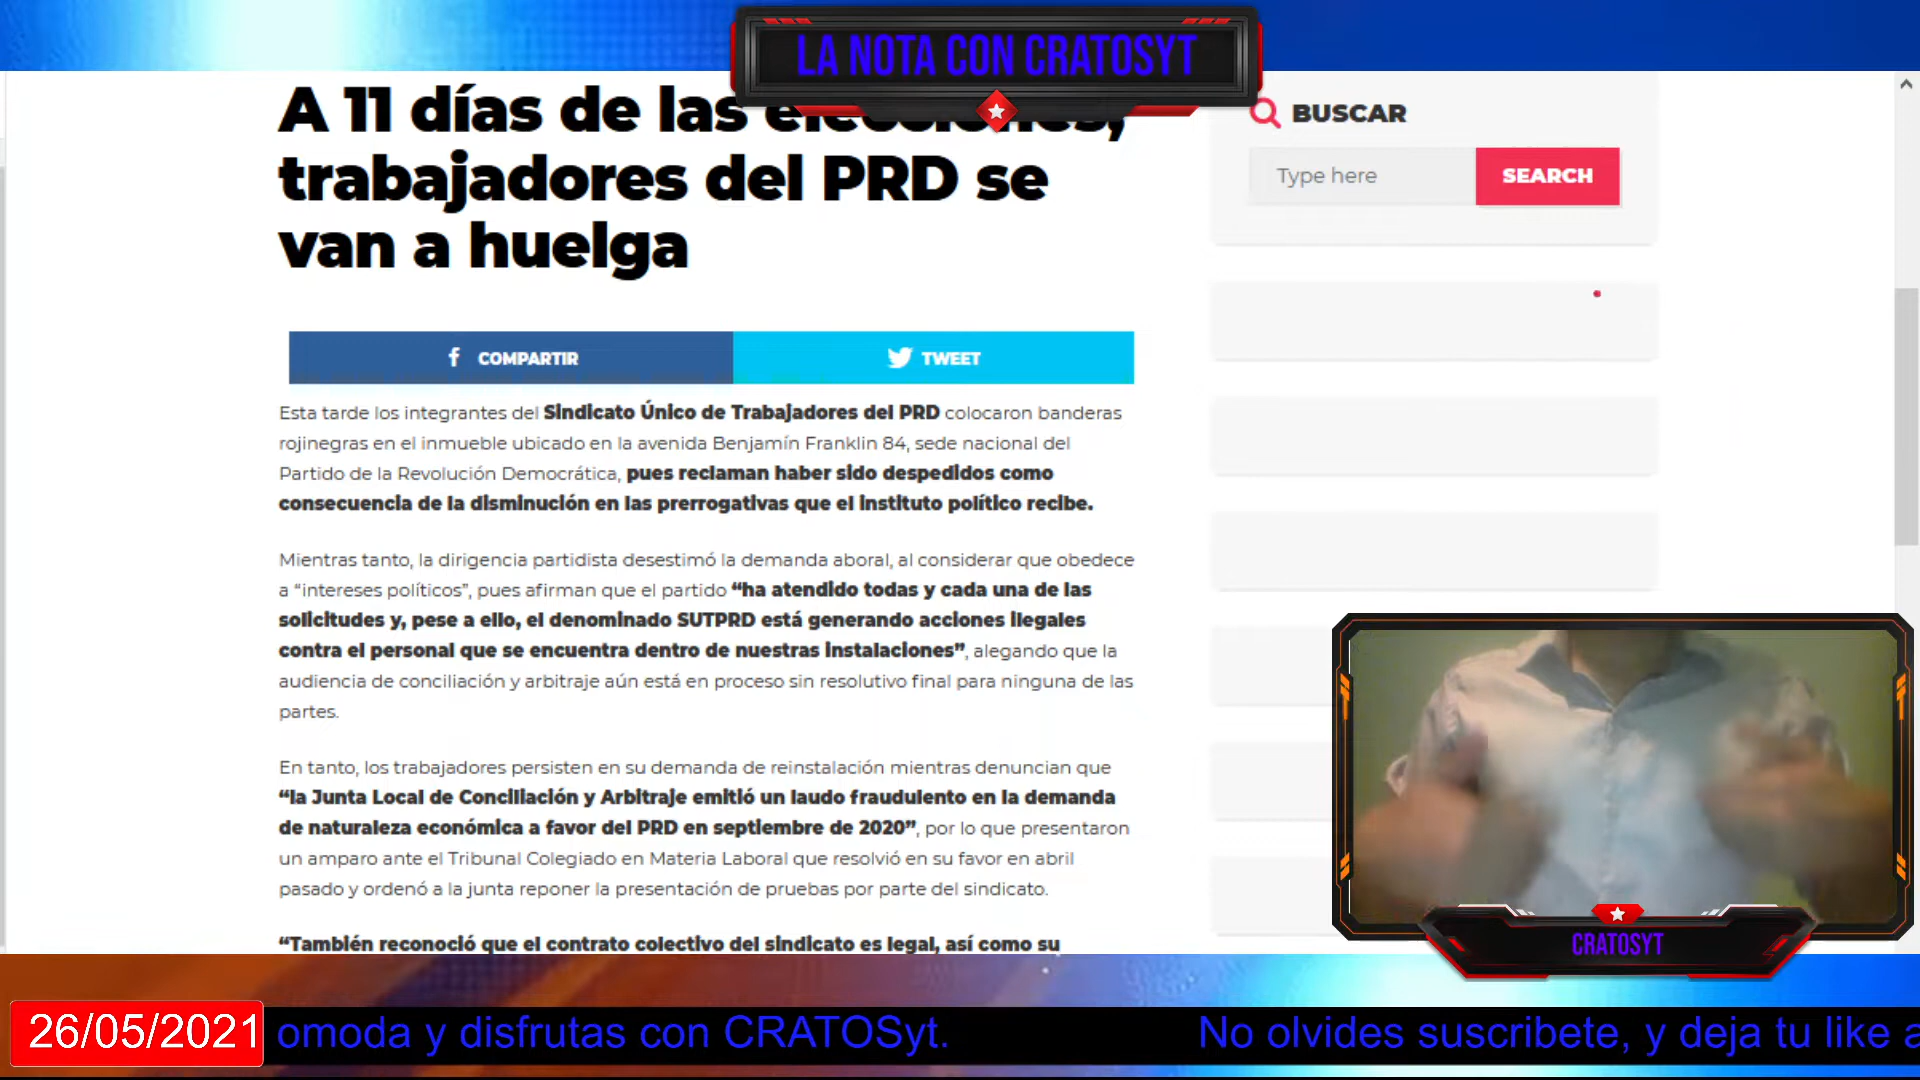 LA NOTA CON CRATOSYT
A 11 días de las elecciones,
trabajadores del PRD se
van a huelga
BUSCAR
Type here
SEARCH
COMPARTIR
TWEET
Esta tarde los integrantes del Sindicato Único de Trabajadores del PRD colocaron banderas
rojinegras en el inmueble ubicado en la avenida Benjamín Franklin 84, sede nacional del
Partido de la Revolución Democrática, pues reclaman haber sido despedidos como
consecuencia de la disminución en las prerrogativas que el instituto político recibe.
Mientras tanto, la dirigencia partidista desestimó la demanda aboral, al considerar que obedece
a “intereses políticos”, pues afirman que el partido “ha atendido todas y cada una de las
solicitudes y, pese a ello, el denominado SUTPRD está generando acciones ilegales
contra el personal que se encuentra dentro de nuestras instalaciones”, alegando que la
audiencia de conciliación y arbitraje aún está en proceso sin resolutivo final para ninguna de las
partes.
En tanto, los trabajadores persisten en su demanda de reinstalación mientras denuncian que
“la Junta Local de Conciliación y Arbitraje emitió un laudo fraudulento en la demanda
de naturaleza económica a favor del PRD en septiembre de 2020”, por lo que presentaron
un amparo ante el Tribunal Colegiado en Materia Laboral que resolvió en su favor en abril
pasado y ordenó a la junta reponer la presentación de pruebas por parte del sindicato.
“También reconoció que el contrato colectivo del sindicato es legal, así como su
CRATOSYT
26/05/2021 omoda y disfrutas con CRATOSyt. No olvides suscribete, y deja tu like a